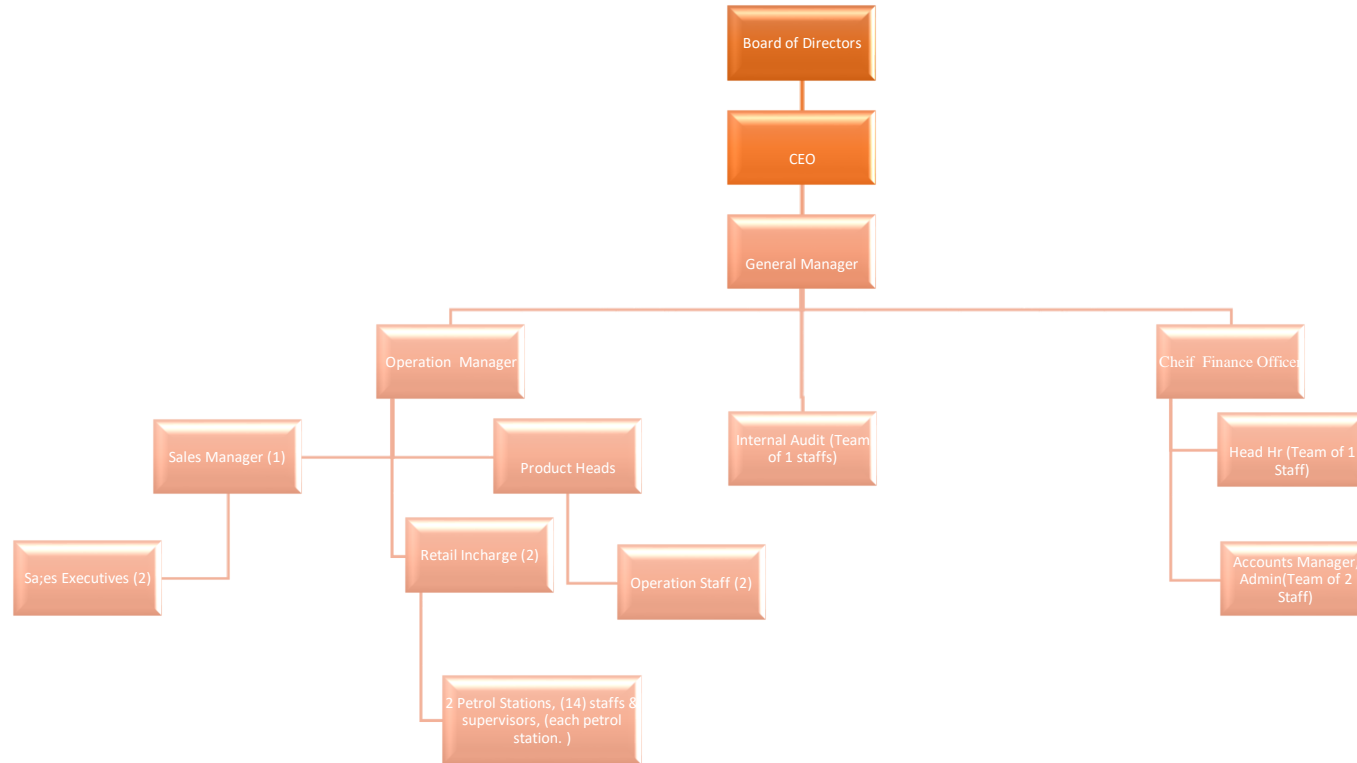 Board of Directors
CEO
General Manager
Operation  Manager
Cheif  Finance Officer
Sales Manager (1)
Product Heads
Internal Audit (Team
of 1 staffs)
Head Hr (Team of 1
Staff)
Sa;es Executives (2)
Retail Incharge (2)
Operation Staff (2)
Accounts Manager,
Admin(Team of 2
Staff)
2 Petrol Stations, (14) staffs &
supervisors, (each petrol
station. )